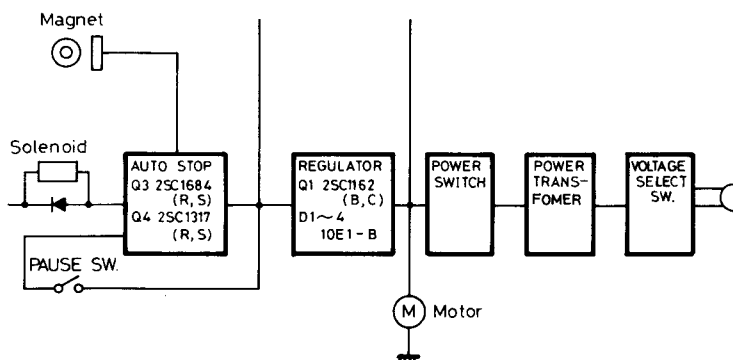 Magnet
Solenoid
AUTO STOP
Q3 2SC1684
(R,S)
Q4 2SC1317
(R,S)
PAUSE SW.
REGULATOR
Q1 2SC1162
(B,C)
D1～4
10E1-B
POWER
SWITCH
POWER
TRANS-
FOMER
VOLTAGE
SELECT
SW.
M
Motor